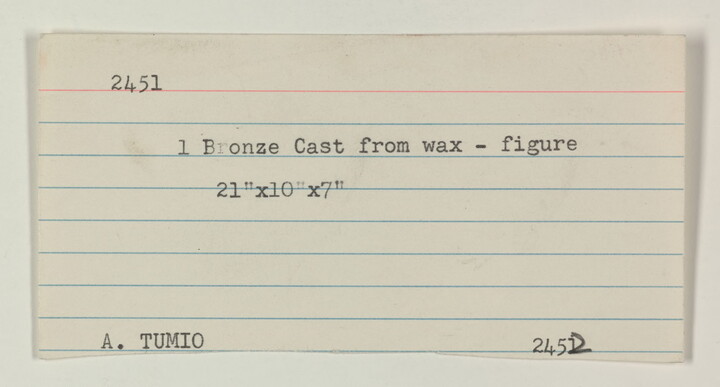 2451
1 Bronze Cast from wax - figure
21"x10"x7"
A. TUMIO
2452